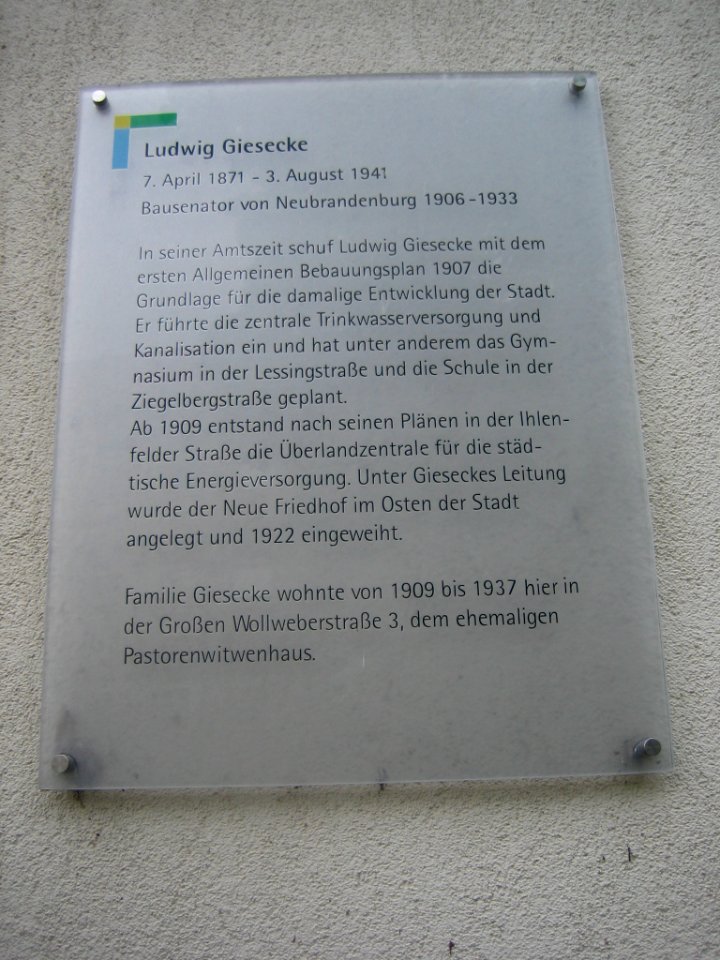 Ludwig Giesecke
7. April 1871 - 3. August 1941
Bausenator von Neubrandenburg 1906-1933
In seiner Amtszeit schuf Ludwig Giesecke mit dem
ersten Allgemeinen Bebauungsplan 1907 die
Grundlage für die damalige Entwicklung der Stadt.
Er führte die zentrale Trinkwasserversorgung und
Kanalisation ein und hat unter anderem das Gym-
nasium in der Lessingstraße und die Schule in der
Ziegelbergstraße geplant.
Ab 1909 entstand nach seinen Plänen in der Ihlen-
felder Straße die Überlandzentrale für die städ-
tische Energieversorgung. Unter Gieseckes Leitung
wurde der Neue Friedhof im Osten der Stadt
angelegt und 1922 eingeweiht.
Familie Giesecke wohnte von 1909 bis 1937 hier in
der Großen Wollweberstraße 3, dem ehemaligen
Pastorenwitwenhaus.